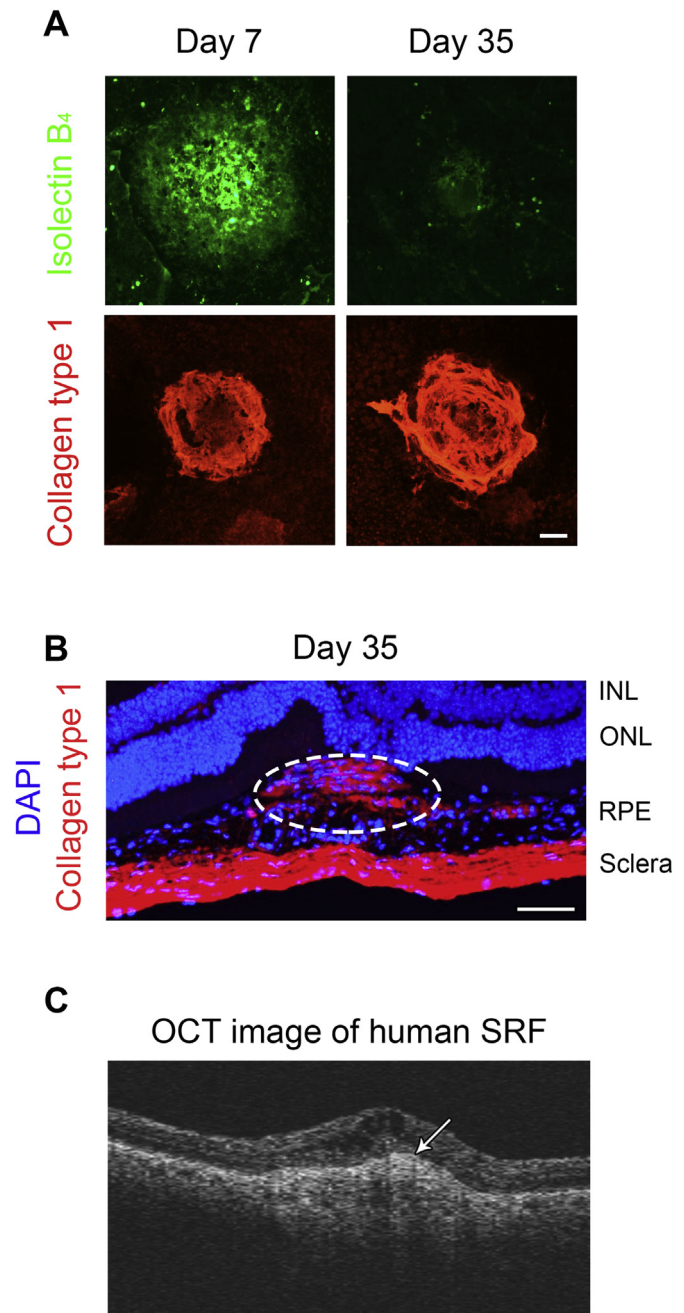 A
Day 7
Day 35
Isolectin B₄
Collagen type 1
B
Day 35
DAPI
Collagen type 1
INL
ONL
RPE
Sclera
C
OCT image of human SRF